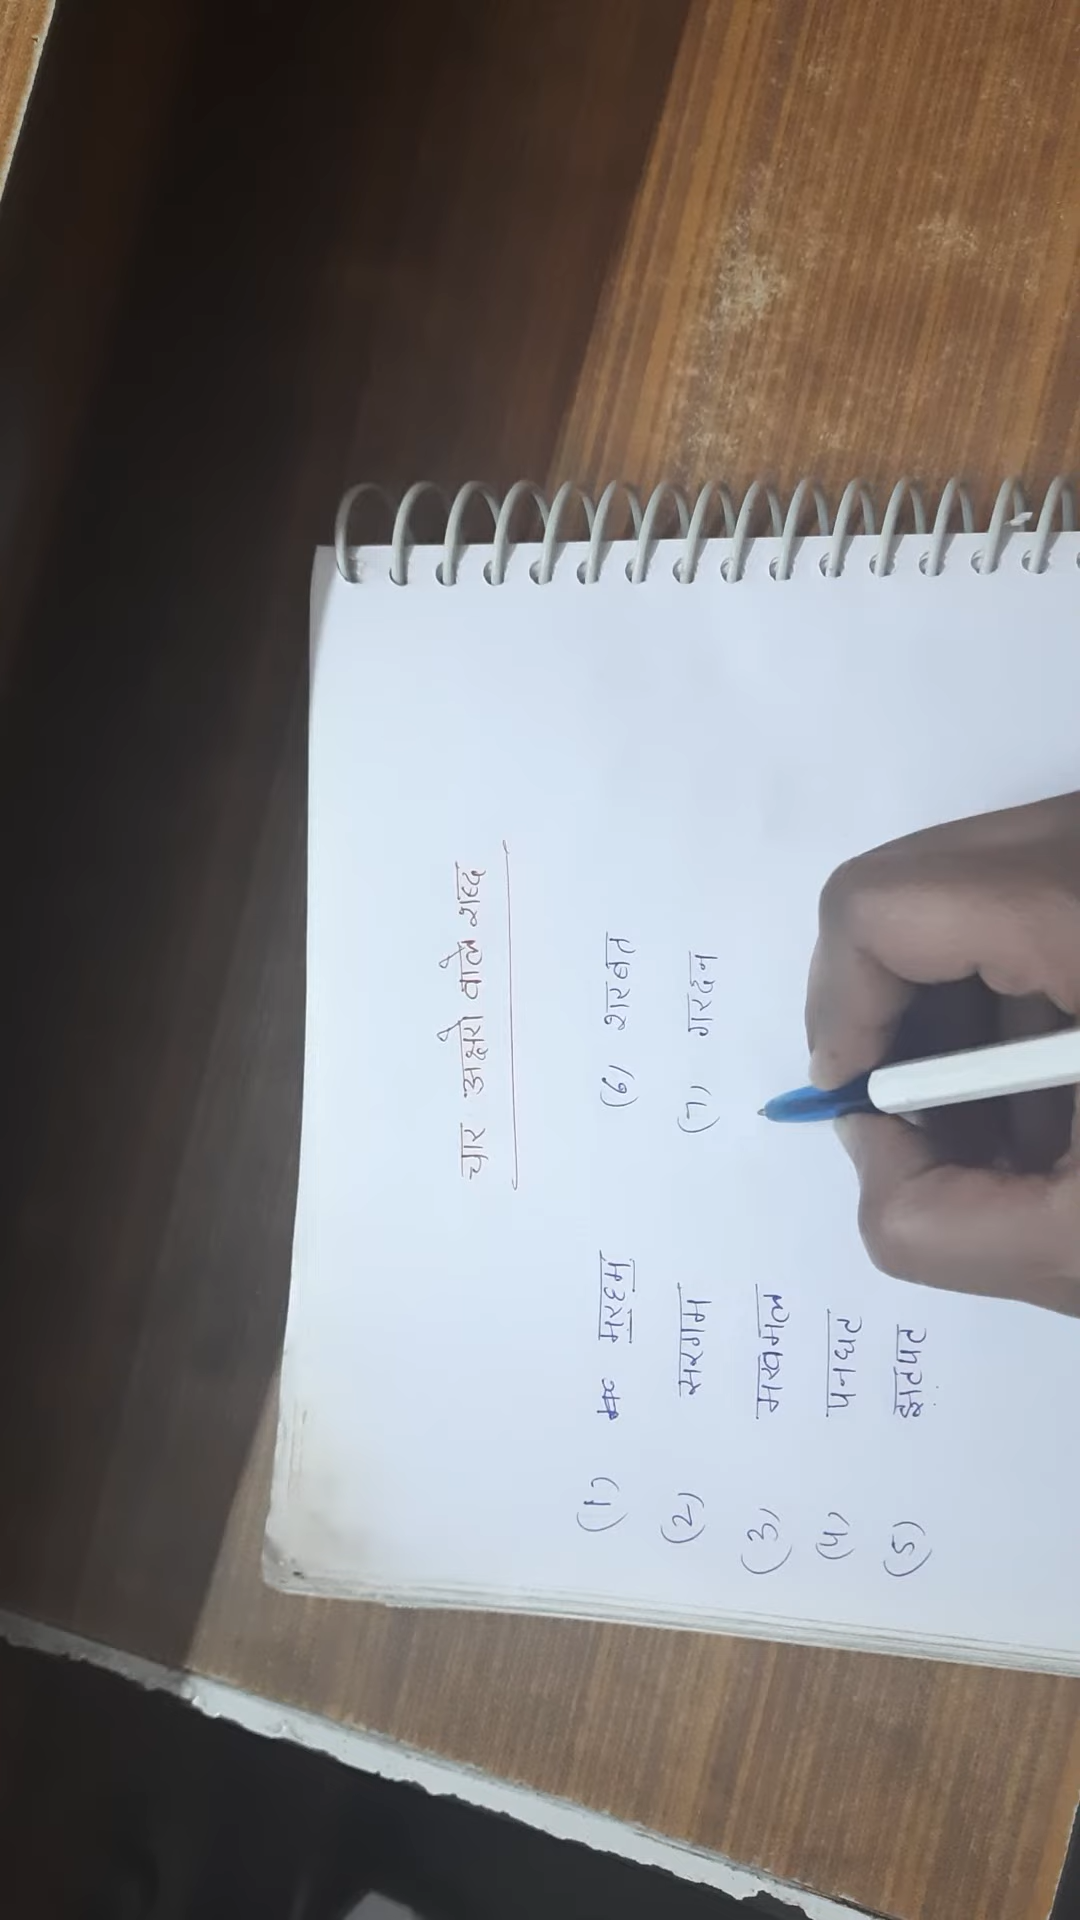 चार अक्षरो वाले शब्द
(1) मरहम
(2) सरगम
(3) मखमल
(4) पनघट
(5) झटपट
(6) शरबत
(7) गरदन